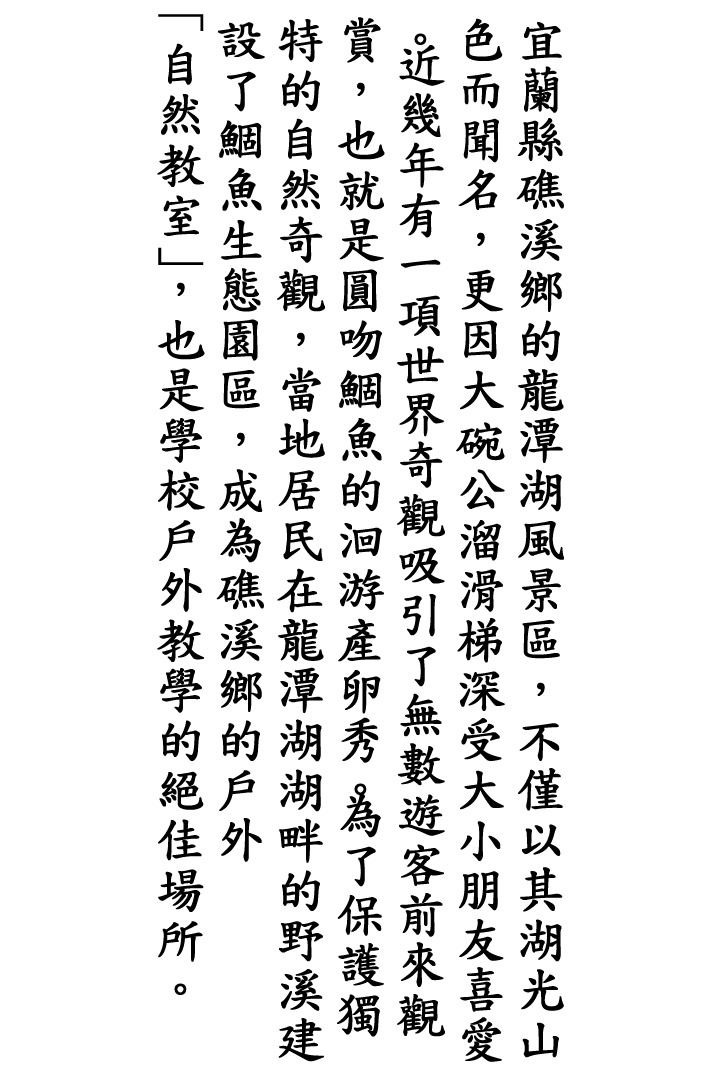 宜蘭縣礁溪鄉的龍潭湖風景區，不僅以其湖光山
色而聞名，更因大碗公溜滑梯深受大小朋友喜愛
。近幾年有一項世界奇觀吸引了無數遊客前來觀
賞，也就是圓吻鯝魚的洄游產卵秀。為了保護獨
特的自然奇觀，當地居民在龍潭湖湖畔的野溪建
設了鯝魚生態園區，成為礁溪鄉的戶外
「自然教室」，也是學校戶外教學的絕佳場所。